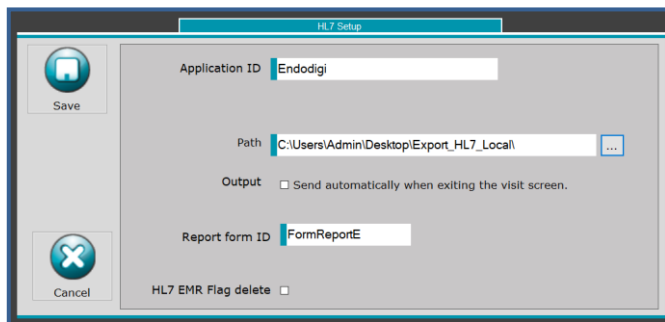 HL7 Setup
Save
Application ID Endodigi
Path C:\Users\Admin\Desktop\Export_HL7_Local\ ...
Output Send automatically when exiting the visit screen.
Report form ID FormReportE
Cancel
HL7 EMR Flag delete